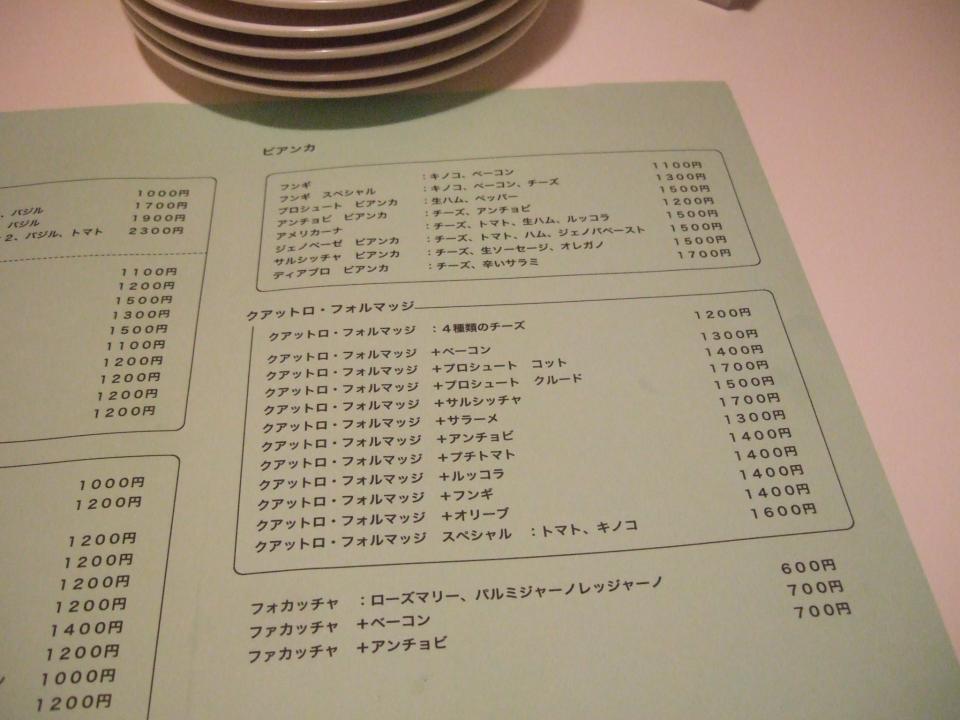 1000円
、バジル 1700円
バジル 1900円
2、バジル、トマト 2300円
1100円
1200円
1500円
1300円
1500円
1100円
1200円
1200円
1200円
1200円
1000円
1200円
1200円
1200円
1200円
1200円
1400円
1200円
1000円
1200円
ビアンカ
フンギ ：キノコ、ベーコン 1100円
フンギ スペシャル ：キノコ、ベーコン、チーズ 1300円
プロシュート ビアンカ ：生ハム、ペッパー 1500円
アンチョビ ビアンカ ：チーズ、アンチョビ 1200円
アメリカーナ ：チーズ、トマト、生ハム、ルッコラ 1500円
ジェノベーゼ ビアンカ ：チーズ、トマト、ハム、ジェノバペースト 1500円
サルシッチャ ビアンカ ：チーズ、生ソーセージ、オレガノ 1500円
ディアブロ ビアンカ ：チーズ、辛いサラミ 1700円
クアットロ・フォルマッジ
クアットロ・フォルマッジ ：4種類のチーズ 1200円
クアットロ・フォルマッジ ＋ベーコン 1300円
クアットロ・フォルマッジ ＋プロシュート コット 1400円
クアットロ・フォルマッジ ＋プロシュート クルード 1700円
クアットロ・フォルマッジ ＋サルシッチャ 1500円
クアットロ・フォルマッジ ＋サラーメ 1700円
クアットロ・フォルマッジ ＋アンチョビ 1300円
クアットロ・フォルマッジ ＋プチトマト 1400円
クアットロ・フォルマッジ ＋ルッコラ 1400円
クアットロ・フォルマッジ ＋フンギ 1400円
クアットロ・フォルマッジ ＋オリーブ 1400円
クアットロ・フォルマッジ スペシャル ：トマト、キノコ 1600円
フォカッチャ ：ローズマリー、パルミジャーノレッジャーノ 600円
ファカッチャ ＋ベーコン 700円
ファカッチャ ＋アンチョビ 700円